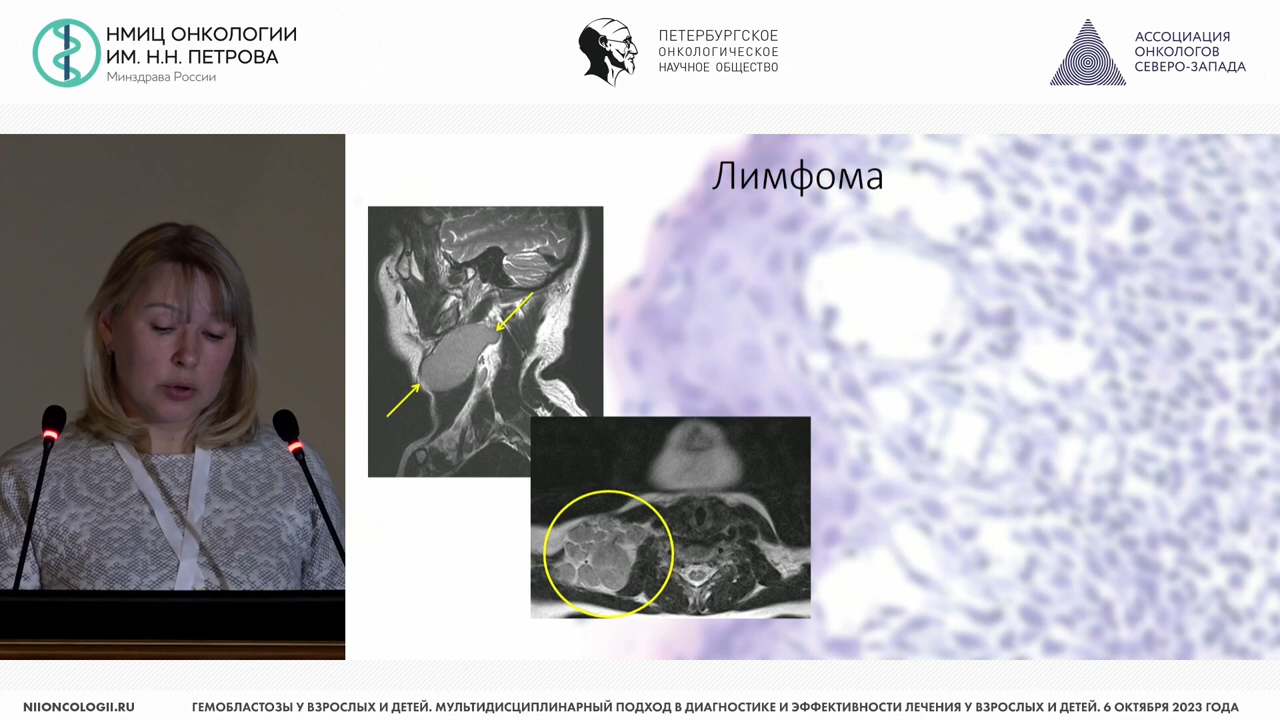 НМИЦ ОНКОЛОГИИ
ИМ. Н.Н. ПЕТРОВА
Минздрава России
ПЕТЕРБУРГСКОЕ
ОНКОЛОГИЧЕСКОЕ
НАУЧНОЕ ОБЩЕСТВО
АССОЦИАЦИЯ
ОНКОЛОГОВ
СЕВЕРО-ЗАПАДА
Лимфома
NIIONCOLOGII.RU
ГЕМОБЛАСТОЗЫ У ВЗРОСЛЫХ И ДЕТЕЙ. МУЛЬТИДИСЦИПЛИНАРНЫЙ ПОДХОД В ДИАГНОСТИКЕ И ЭФФЕКТИВНОСТИ ЛЕЧЕНИЯ У ВЗРОСЛЫХ И ДЕТЕЙ. 6 ОКТЯБРЯ 2023 ГОДА